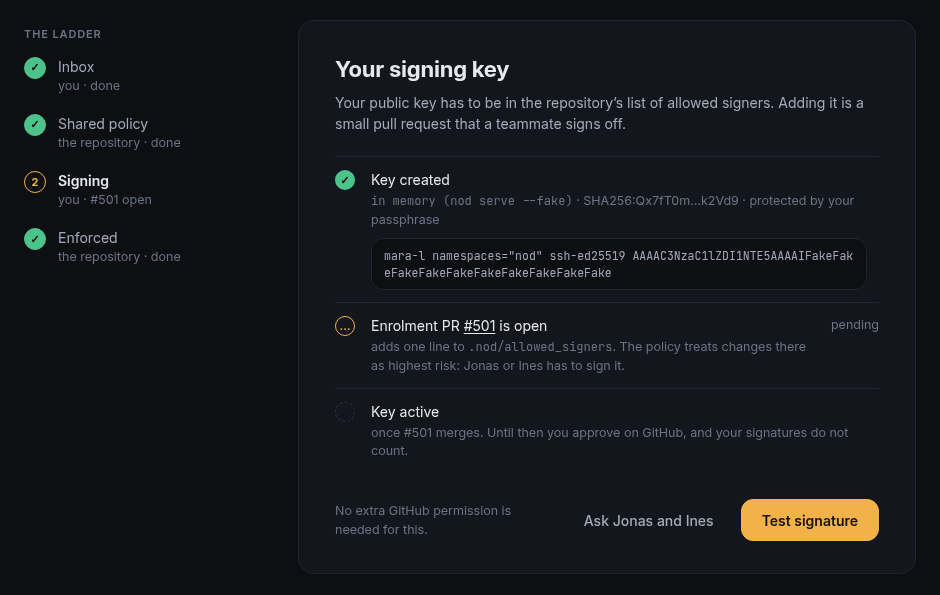 THE LADDER
✓ Inbox
you · done
✓ Shared policy
the repository · done
2 Signing
you · #501 open
✓ Enforced
the repository · done
Your signing key
Your public key has to be in the repository’s list of allowed signers. Adding it is a
small pull request that a teammate signs off.
✓ Key created
in memory (nod serve --fake) · SHA256:Qx7fT0m…k2Vd9 · protected by your
passphrase
mara-l namespaces="nod" ssh-ed25519 AAAAC3NzaC1lZDI1NTE5AAAAIFakeFak
eFakeFakeFakeFakeFakeFakeFakeFake
… Enrolment PR #501 is open
pending
adds one line to .nod/allowed_signers. The policy treats changes there
as highest risk: Jonas or Ines has to sign it.
Key active
once #501 merges. Until then you approve on GitHub, and your signatures do not
count.
No extra GitHub permission is
needed for this.
Ask Jonas and Ines
Test signature